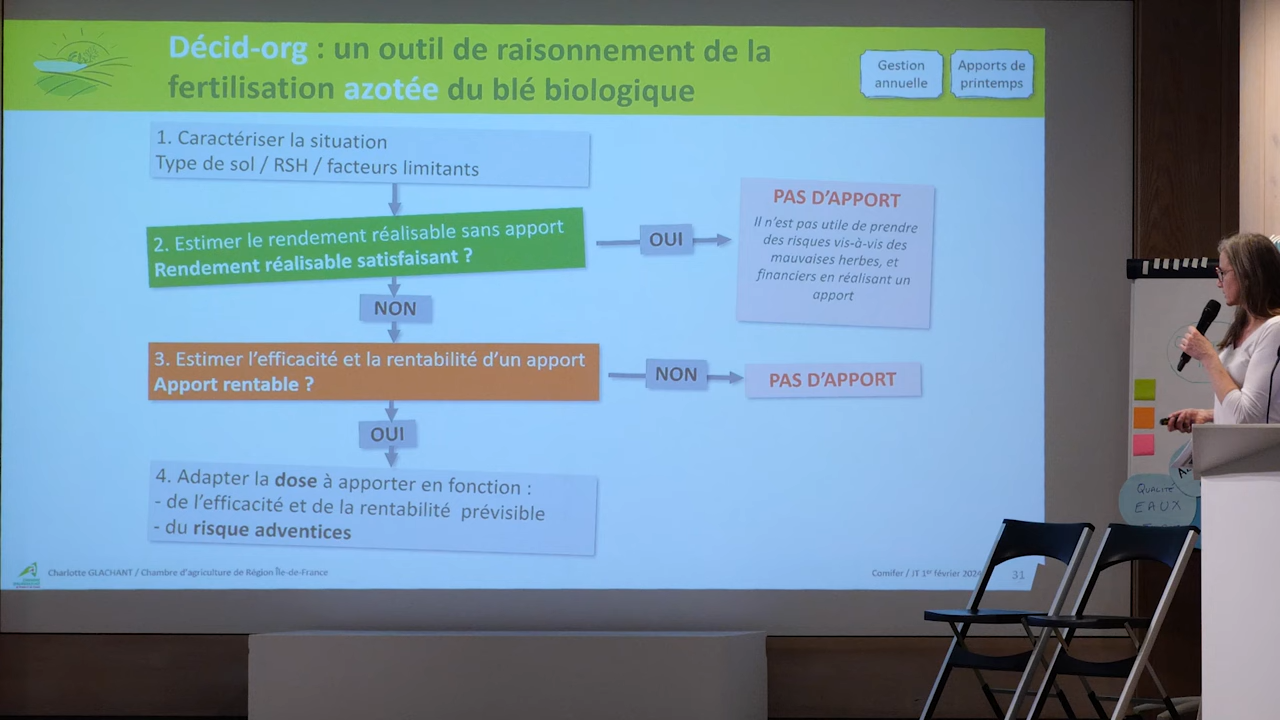 Décid-org : un outil de raisonnement de la
fertilisation azotée du blé biologique
Gestion
annuelle
Apports de
printemps
1. Caractériser la situation
Type de sol / RSH / facteurs limitants
2. Estimer le rendement réalisable sans apport
Rendement réalisable satisfaisant ?
OUI
PAS D'APPORT
Il n'est pas utile de prendre
des risques vis-à-vis des
mauvaises herbes, et
financiers en réalisant un
apport
NON
3. Estimer l'efficacité et la rentabilité d'un apport
Apport rentable ?
NON
PAS D'APPORT
OUI
4. Adapter la dose à apporter en fonction :
- de l'efficacité et de la rentabilité prévisible
- du risque adventices
Charlotte GLACHANT / Chambre d'agriculture de Région Île-de-France
Comifer / JT 1er février 2024
31
QUALITÉ
EAUX